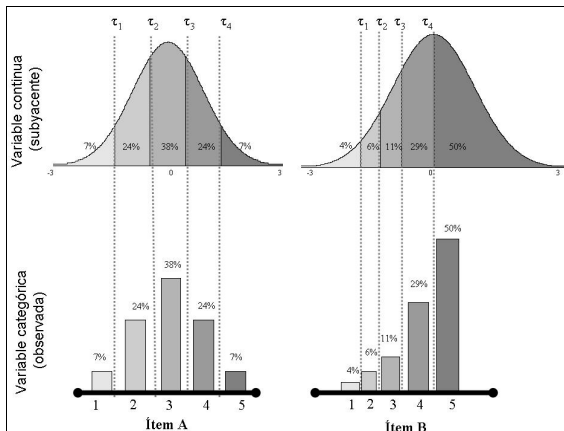 τ1 τ2 τ3 τ4
τ1 τ2 τ3 τ4
Variable continua
(subyacente)
7% 24% 38% 24% 7%
4% 6% 11% 29% 50%
-3 0 3
-3 0 3
Variable categórica
(observada)
7% 24% 38% 24% 7%
4% 6% 11% 29% 50%
1 2 3 4 5
1 2 3 4 5
Ítem A
Ítem B